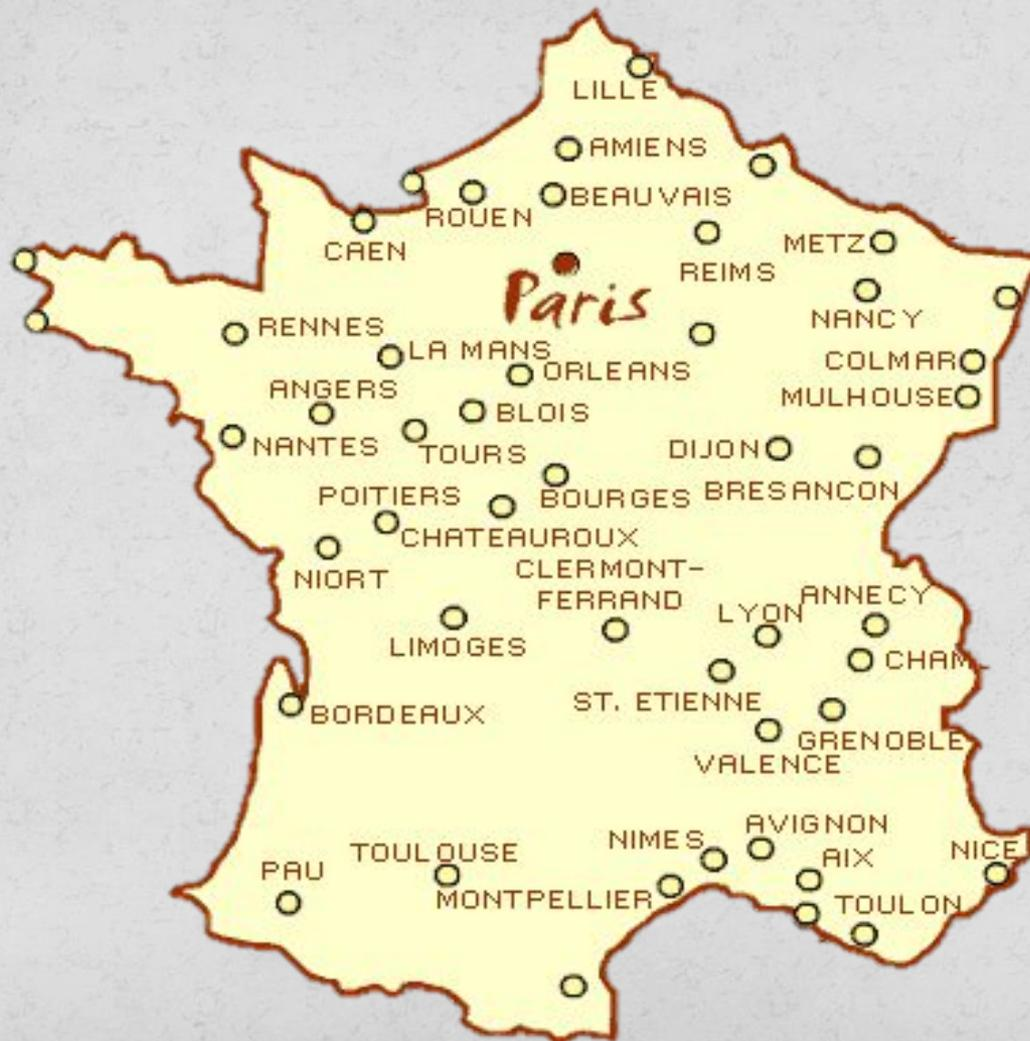 LILLE
AMIENS
BEAUVAIS
ROUEN
CAEN
METZ
REIMS
Paris
NANCY
RENNES
LA MANS
ORLEANS
COLMAR
ANGERS
MULHOUSE
BLOIS
NANTES
TOURS
DIJON
POITIERS
BOURGES
BRESANCON
CHATEAUROUX
NIORT
CLERMONT-
FERRAND
ANNECY
LYON
LIMOGES
ST. ETIENNE
BORDEAUX
GRENOBLE
VALENCE
AVIGNON
NIMES
AIX
NICE
TOULOUSE
PAU
MONTPELLIER
TOULON